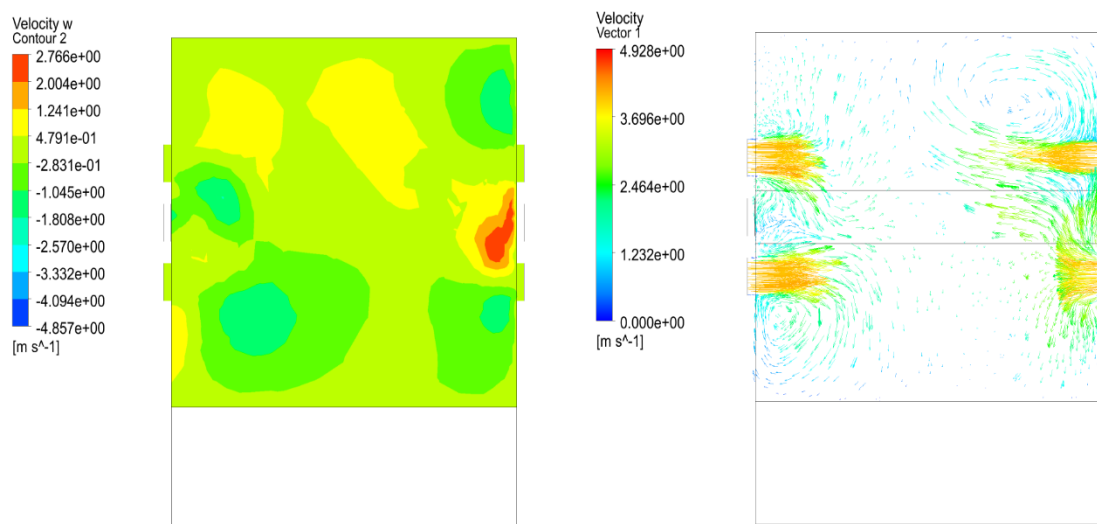 Velocity w
Contour 2
2.766e+00
2.004e+00
1.241e+00
4.791e-01
-2.831e-01
-1.045e+00
-1.808e+00
-2.570e+00
-3.332e+00
-4.094e+00
-4.857e+00
[m s^-1]
Velocity
Vector 1
4.928e+00
3.696e+00
2.464e+00
1.232e+00
0.000e+00
[m s^-1]